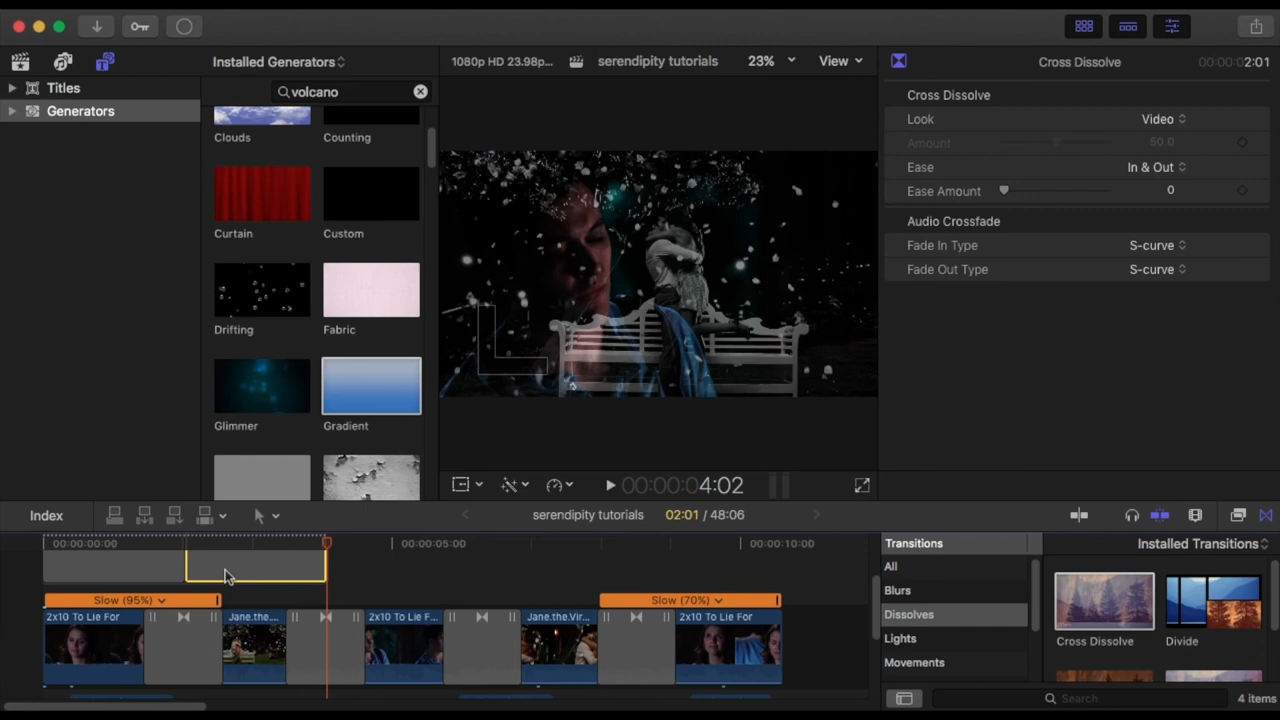 Installed Generators
1080p HD 23.98p...
serendipity tutorials
23%
View
Cross Dissolve
00:00:02:01
Titles
Generators
volcano
Clouds
Counting
Curtain
Custom
Drifting
Fabric
Glimmer
Gradient
Cross Dissolve
Look
Video
Amount
50.0
Ease
In & Out
Ease Amount
0
Audio Crossfade
Fade In Type
S-curve
Fade Out Type
S-curve
00:00:04:02
Index
serendipity tutorials
02:01 / 48:06
00:00:00:00
00:00:05:00
00:00:10:00
Slow (95%)
Slow (70%)
2x10 To Lie For
Jane.the....
2x10 To Lie F...
Jane.the.Vir...
2x10 To Lie For
Transitions
Installed Transitions
All
Blurs
Dissolves
Lights
Movements
Cross Dissolve
Divide
Search
4 items